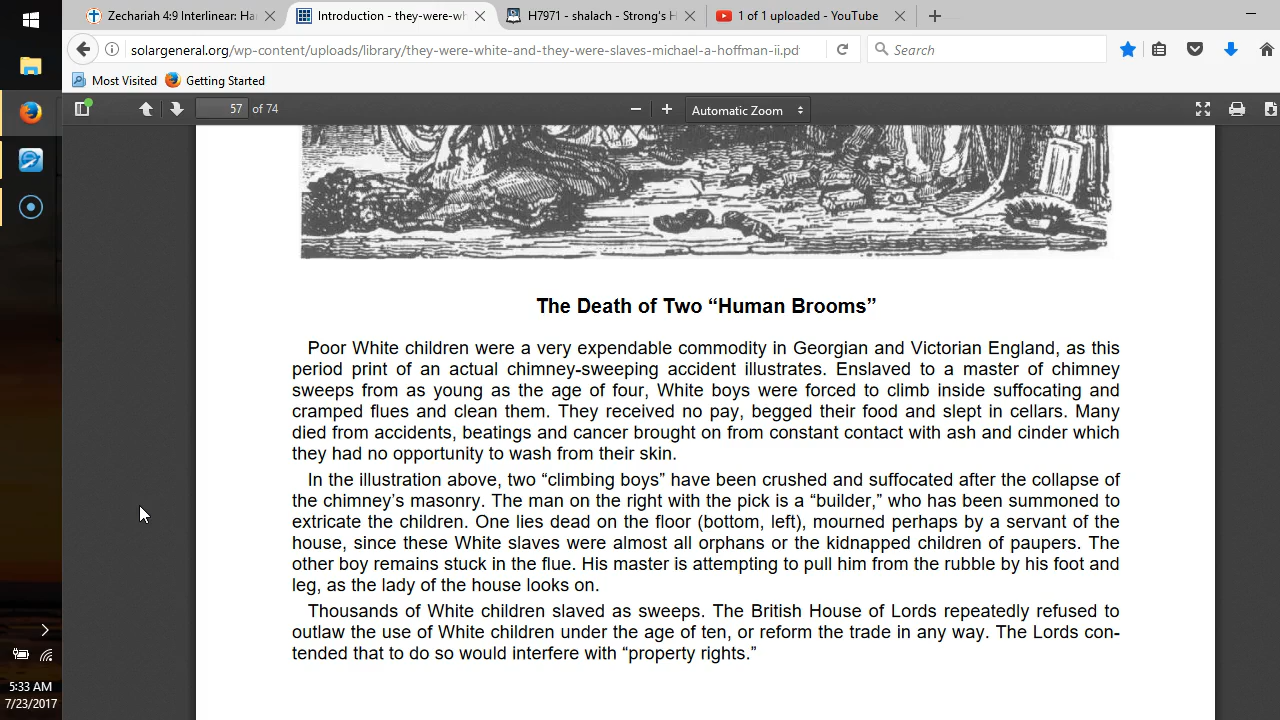 Zechariah 4:9 Interlinear: Ha
Introduction - they-were-wh
H7971 - shalach - Strong's H
1 of 1 uploaded - YouTube
solargeneral.org/wp-content/uploads/library/they-were-white-and-they-were-slaves-michael-a-hoffman-ii.pd
Search
Most Visited
Getting Started
57 of 74
Automatic Zoom
The Death of Two “Human Brooms”
Poor White children were a very expendable commodity in Georgian and Victorian England, as this
period print of an actual chimney-sweeping accident illustrates. Enslaved to a master of chimney
sweeps from as young as the age of four, White boys were forced to climb inside suffocating and
cramped flues and clean them. They received no pay, begged their food and slept in cellars. Many
died from accidents, beatings and cancer brought on from constant contact with ash and cinder which
they had no opportunity to wash from their skin.
In the illustration above, two “climbing boys” have been crushed and suffocated after the collapse of
the chimney’s masonry. The man on the right with the pick is a “builder,” who has been summoned to
extricate the children. One lies dead on the floor (bottom, left), mourned perhaps by a servant of the
house, since these White slaves were almost all orphans or the kidnapped children of paupers. The
other boy remains stuck in the flue. His master is attempting to pull him from the rubble by his foot and
leg, as the lady of the house looks on.
Thousands of White children slaved as sweeps. The British House of Lords repeatedly refused to
outlaw the use of White children under the age of ten, or reform the trade in any way. The Lords con-
tended that to do so would interfere with “property rights.”
5:33 AM
7/23/2017